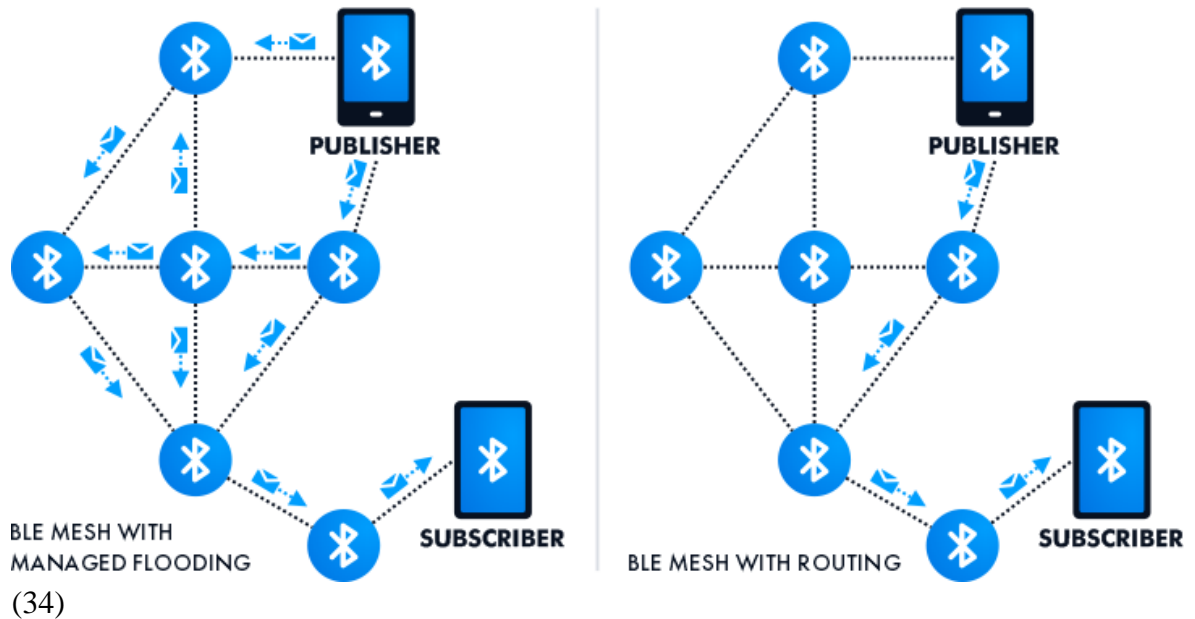 PUBLISHER
SUBSCRIBER
BLE MESH WITH
MANAGED FLOODING
PUBLISHER
SUBSCRIBER
BLE MESH WITH ROUTING
(34)